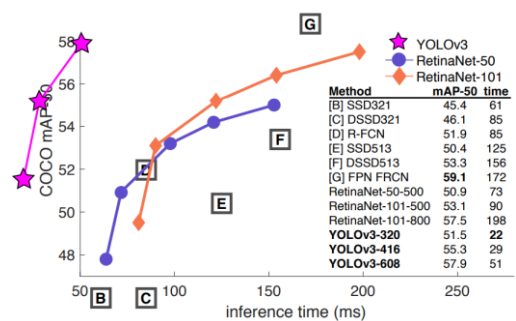 G
YOLOv3
RetinaNet-50
RetinaNet-101
58
56
54
52
50
48
COCO mAP-50
D
E
F
B
C
Method mAP-50 time
[B] SSD321 45.4 61
[C] DSSD321 46.1 85
[D] R-FCN 51.9 85
[E] SSD513 50.4 125
[F] DSSD513 53.3 156
[G] FPN FRCN 59.1 172
RetinaNet-50-500 50.9 73
RetinaNet-101-500 53.1 90
RetinaNet-101-800 57.5 198
YOLOv3-320 51.5 22
YOLOv3-416 55.3 29
YOLOv3-608 57.9 51
50 100 150 200 250
inference time (ms)